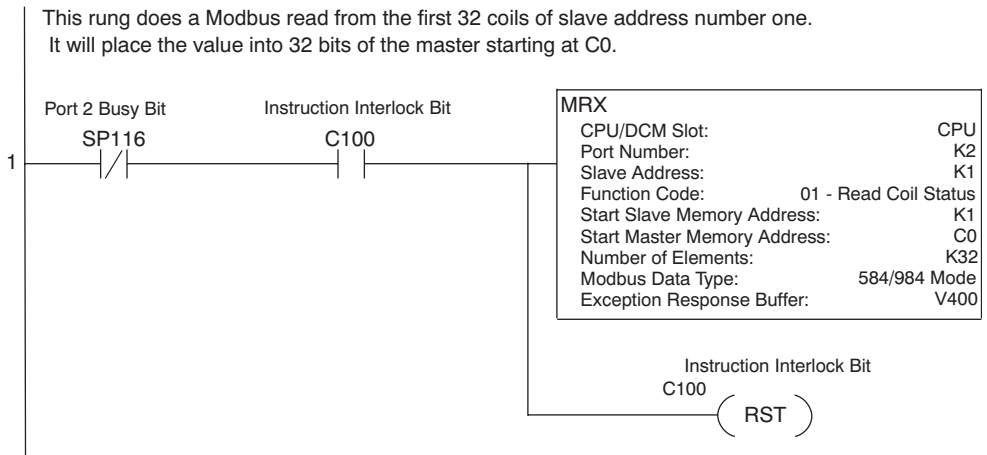 This rung does a Modbus read from the first 32 coils of slave address number one.
It will place the value into 32 bits of the master starting at C0.
Port 2 Busy Bit
Instruction Interlock Bit
SP116
C100
1
MRX
CPU/DCM Slot: CPU
Port Number: K2
Slave Address: K1
Function Code: 01 - Read Coil Status
Start Slave Memory Address: K1
Start Master Memory Address: C0
Number of Elements: K32
Modbus Data Type: 584/984 Mode
Exception Response Buffer: V400
Instruction Interlock Bit
C100
RST